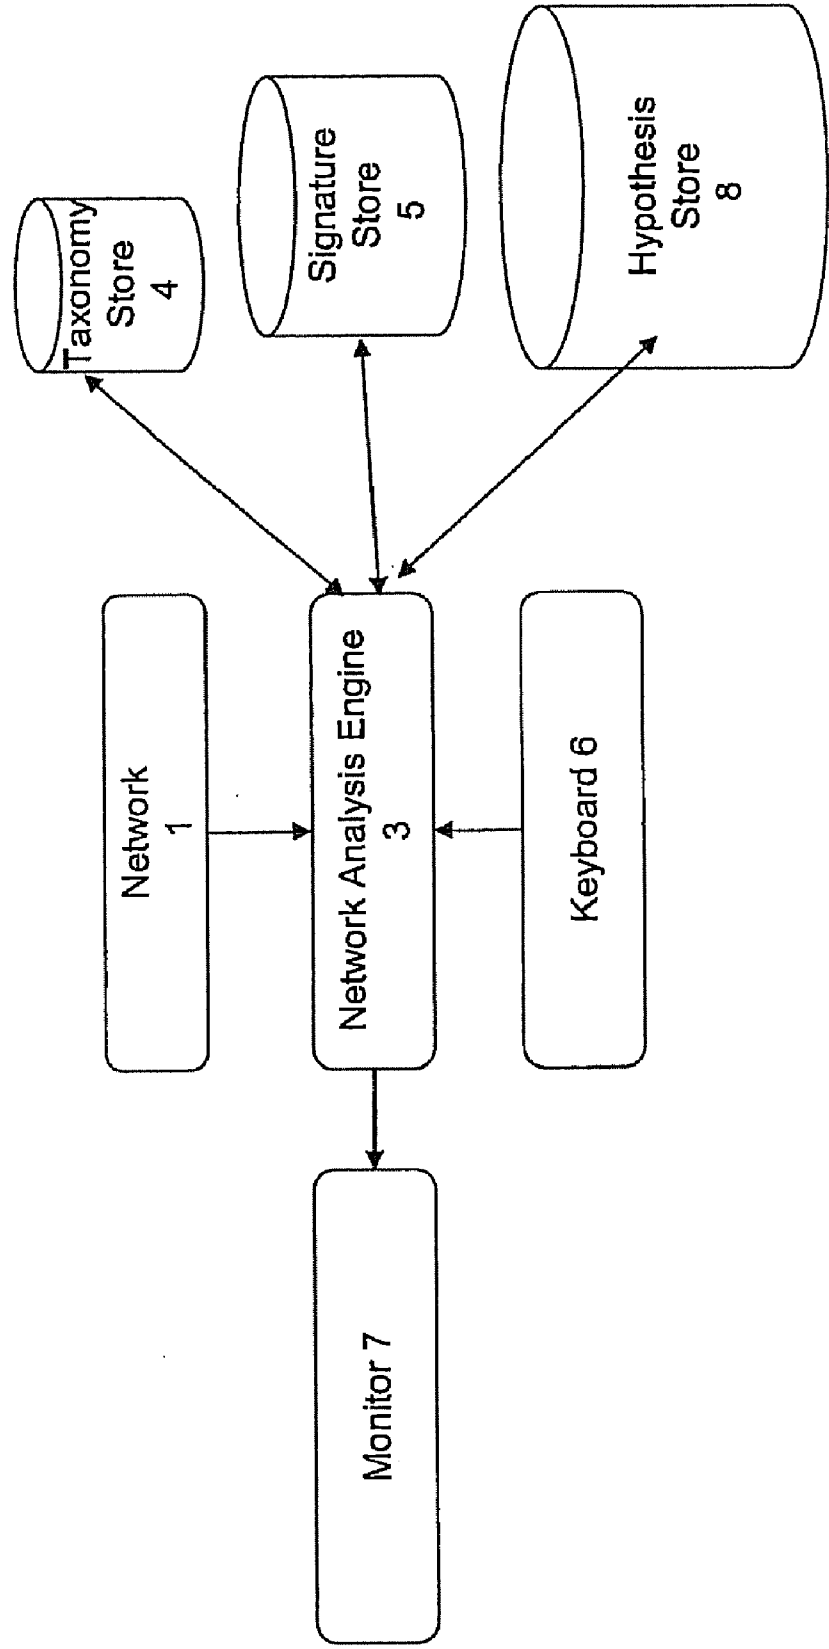 Taxonomy
Store
4
Signature
Store
5
Hypothesis
Store
8
Network
1
Network Analysis Engine
3
Keyboard 6
Monitor 7